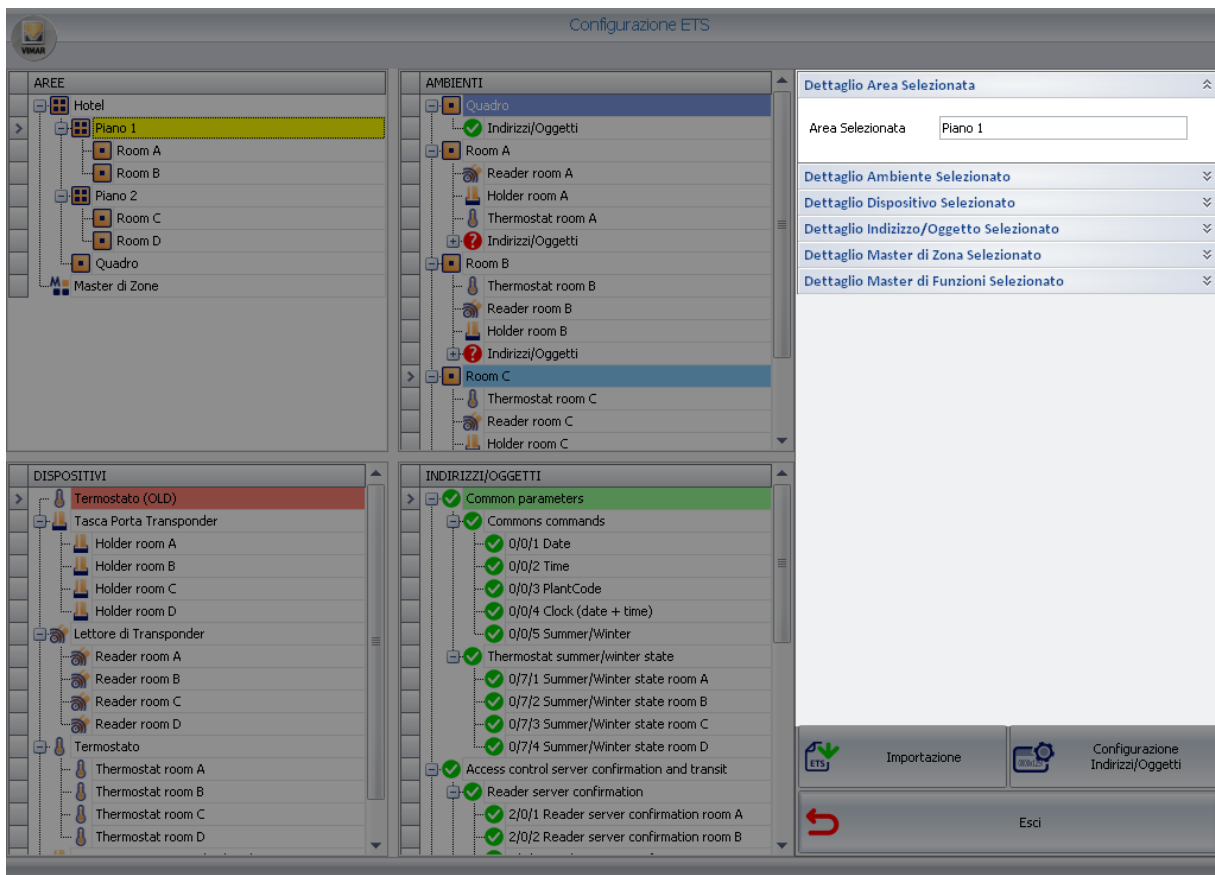 Configurazione ETS
VIMAR
AREE
Hotel
Piano 1
Room A
Room B
Piano 2
Room C
Room D
Quadro
Master di Zone
AMBIENTI
Quadro
Indirizzi/Oggetti
Room A
Reader room A
Holder room A
Thermostat room A
Indirizzi/Oggetti
Room B
Thermostat room B
Reader room B
Holder room B
Indirizzi/Oggetti
Room C
Thermostat room C
Reader room C
Holder room C
Dettaglio Area Selezionata
Area Selezionata Piano 1
Dettaglio Ambiente Selezionato
Dettaglio Dispositivo Selezionato
Dettaglio Indizizzo/Oggetto Selezionato
Dettaglio Master di Zona Selezionato
Dettaglio Master di Funzioni Selezionato
DISPOSITIVI
Termostato (OLD)
Tasca Porta Transponder
Holder room A
Holder room B
Holder room C
Holder room D
Lettore di Transponder
Reader room A
Reader room B
Reader room C
Reader room D
Termostato
Thermostat room A
Thermostat room B
Thermostat room C
Thermostat room D
INDIRIZZI/OGGETTI
Common parameters
Commons commands
0/0/1 Date
0/0/2 Time
0/0/3 PlantCode
0/0/4 Clock (date + time)
0/0/5 Summer/Winter
Thermostat summer/winter state
0/7/1 Summer/Winter state room A
0/7/2 Summer/Winter state room B
0/7/3 Summer/Winter state room C
0/7/4 Summer/Winter state room D
Access control server confirmation and transit
Reader server confirmation
2/0/1 Reader server confirmation room A
2/0/2 Reader server confirmation room B
ETS
Importazione
Configurazione
Indirizzi/Oggetti
Esci